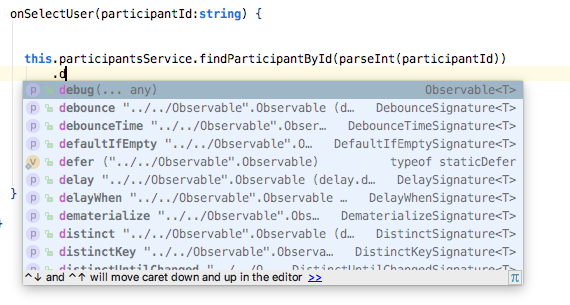 onSelectUser(participantId:string) {
this.participantsService.findParticipantById(parseInt(participantId))
.d
p debug(... any) Observable<T>
p debounce "../../Observable".Observable (d… DebounceSignature<T>
p debounceTime "../../Observable".Obser… DebounceTimeSignature<T>
p defaultIfEmpty "../../Observable".O… DefaultIfEmptySignature<T>
v defer ("../../Observable".Observable) typeof staticDefer
p delay "../../Observable".Observable (delay.d… DelaySignature<T>
p delayWhen "../../Observable".Observable … DelayWhenSignature<T>
p dematerialize "../../Observable".Obs… DematerializeSignature<T>
p distinct "../../Observable".Observable (d… DistinctSignature<T>
p distinctKey "../../Observable".Observa… DistinctKeySignature<T>
distinctUntilChanged "../../O… DistinctUntilChangedSignature<T>
^↓ and ^↑ will move caret down and up in the editor >> π
}
}